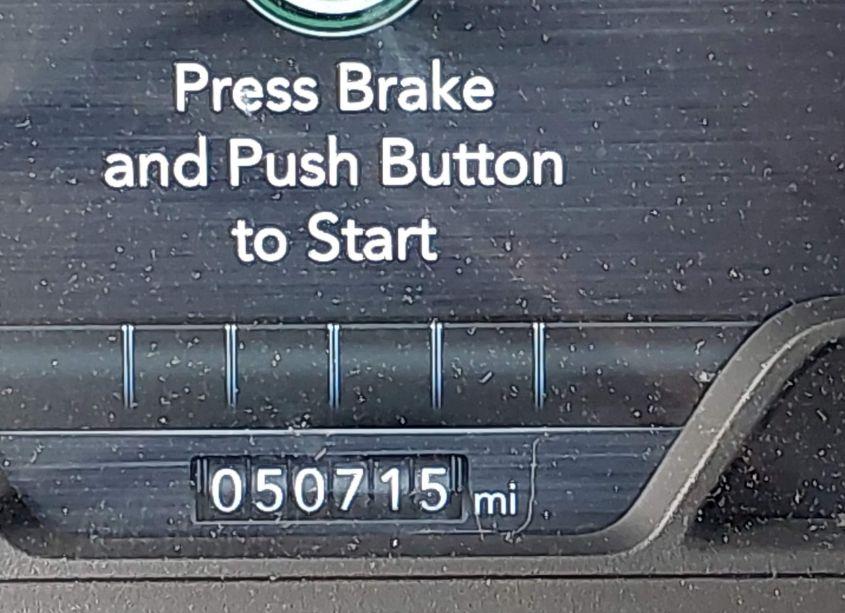 Press Brake
and Push Button
to Start
050715 mi